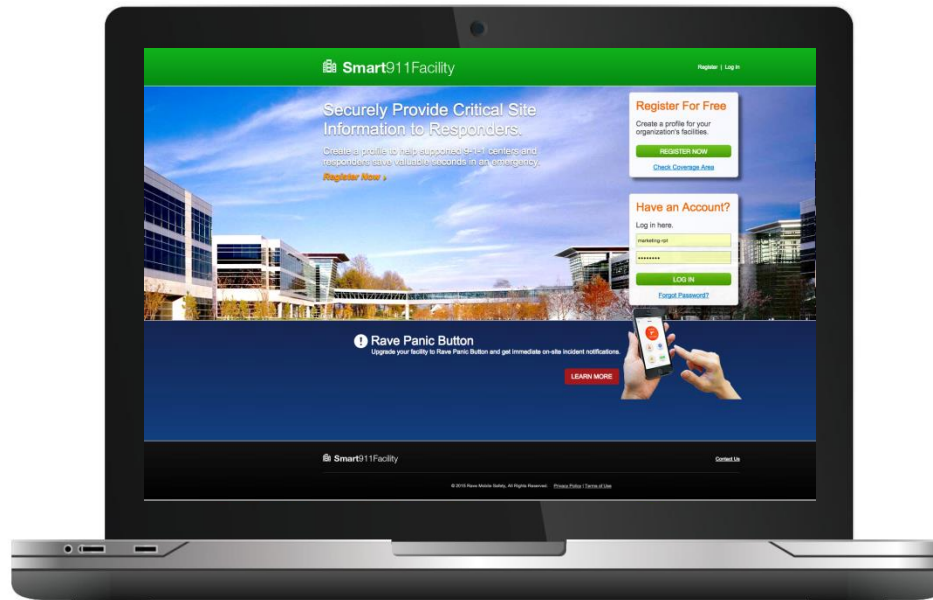 Smart911Facility
Register | Log In
Securely Provide Critical Site
Information to Responders.
Create a profile to help supported 9-1-1 centers and
responders save valuable seconds in an emergency.
Register Now ›
Register For Free
Create a profile for your
organization's facilities.
REGISTER NOW
Check Coverage Area
Have an Account?
Log in here.
marketing-rpt
••••••••
LOG IN
Forgot Password?
! Rave Panic Button
Upgrade your facility to Rave Panic Button and get immediate on-site incident notifications.
LEARN MORE
Smart911Facility
Contact Us
© 2015 Rave Mobile Safety, All Rights Reserved. Privacy Policy | Terms of Use